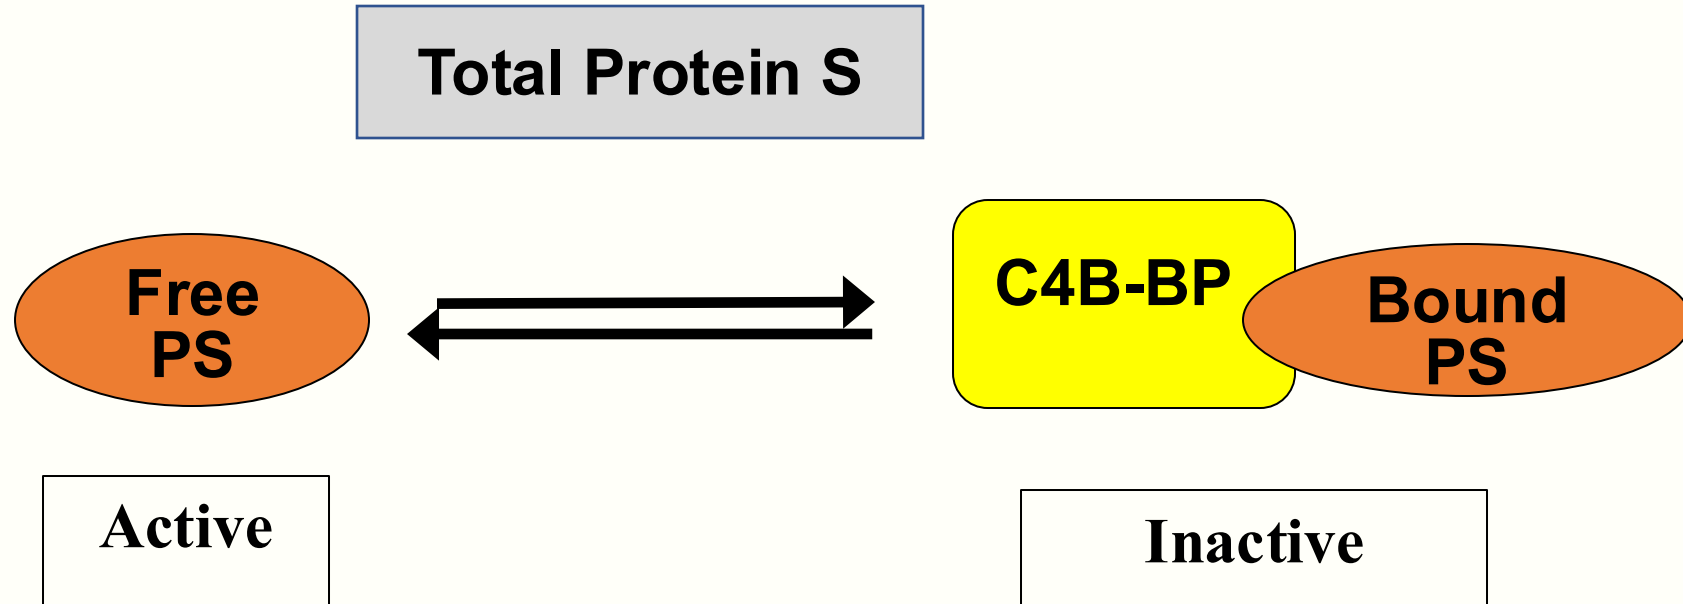 Total Protein S
Free
PS
C4B-BP
Bound
PS
Active
Inactive